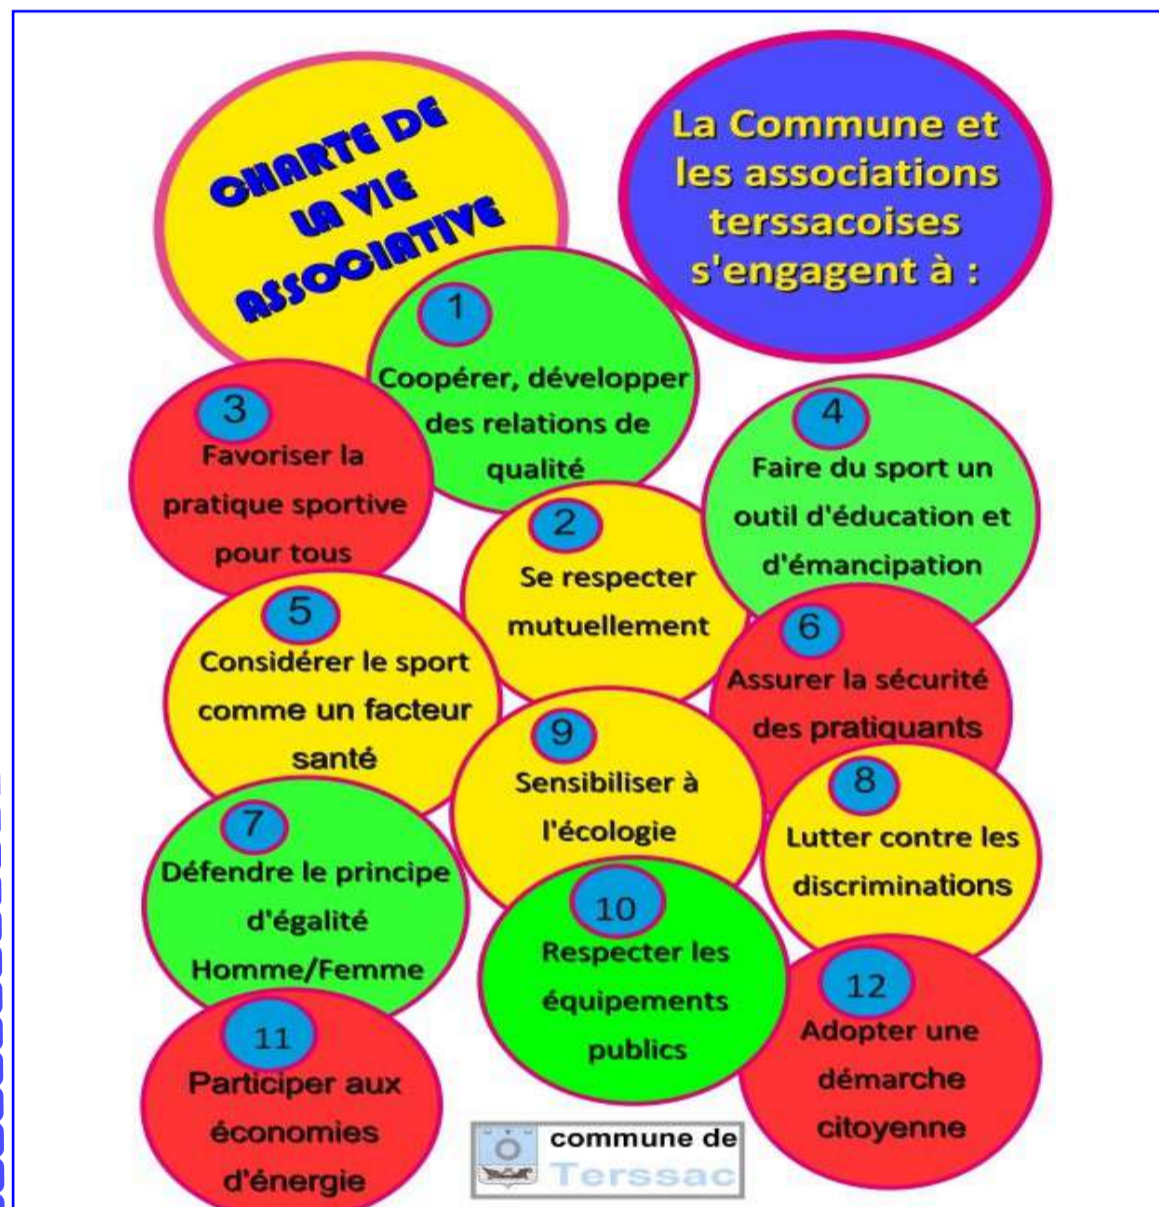 CHARTE DE
LA VIE
ASSOCIATIVE
La Commune et
les associations
terssacoises
s'engagent à :
1
Coopérer, développer
des relations de
qualité
2
Se respecter
mutuellement
3
Favoriser la
pratique sportive
pour tous
4
Faire du sport un
outil d'éducation et
d'émancipation
5
Considérer le sport
comme un facteur
santé
6
Assurer la sécurité
des pratiquants
7
Défendre le principe
d'égalité
Homme/Femme
8
Lutter contre les
discriminations
9
Sensibiliser à
l'écologie
10
Respecter les
équipements
publics
11
Participer aux
économies
d'énergie
12
Adopter une
démarche
citoyenne
commune de
Terssac